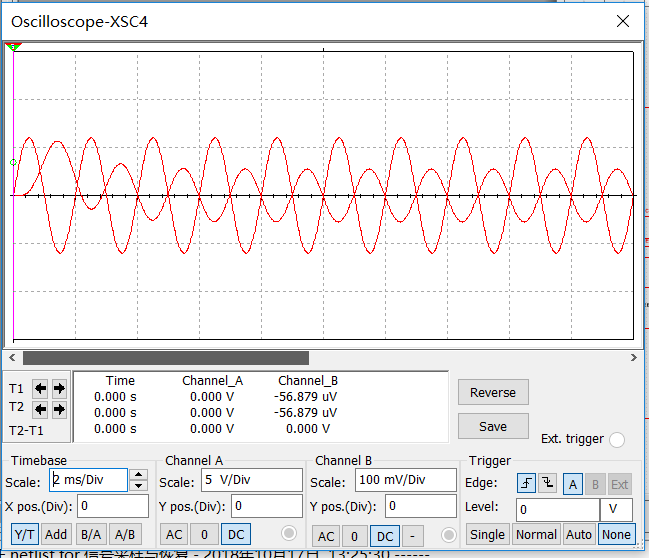 Oscilloscope-XSC4
Time Channel_A Channel_B
T1 0.000 s 0.000 V -56.879 uV
T2 0.000 s 0.000 V -56.879 uV
T2-T1 0.000 s 0.000 V 0.000 V
Reverse
Save
Ext. trigger
Timebase
Scale: 2 ms/Div
X pos.(Div): 0
Y/T Add B/A A/B
Channel A
Scale: 5 V/Div
Y pos.(Div): 0
AC 0 DC
Channel B
Scale: 100 mV/Div
Y pos.(Div): 0
AC 0 DC -
Trigger
Edge: A B Ext
Level: 0 V
Single Normal Auto None
netlist for 信号采样与恢复 - 2018年10月17日, 13:25:30 ------